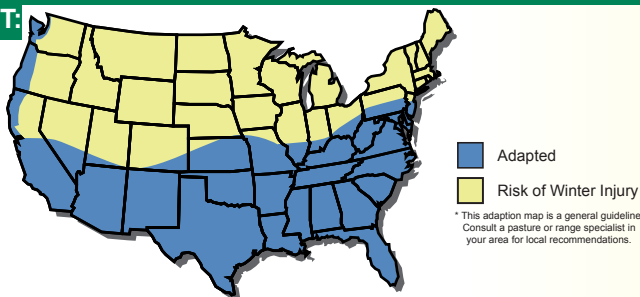 T:
Adapted
Risk of Winter Injury
* This adaption map is a general guideline
Consult a pasture or range specialist in
your area for local recommendations.